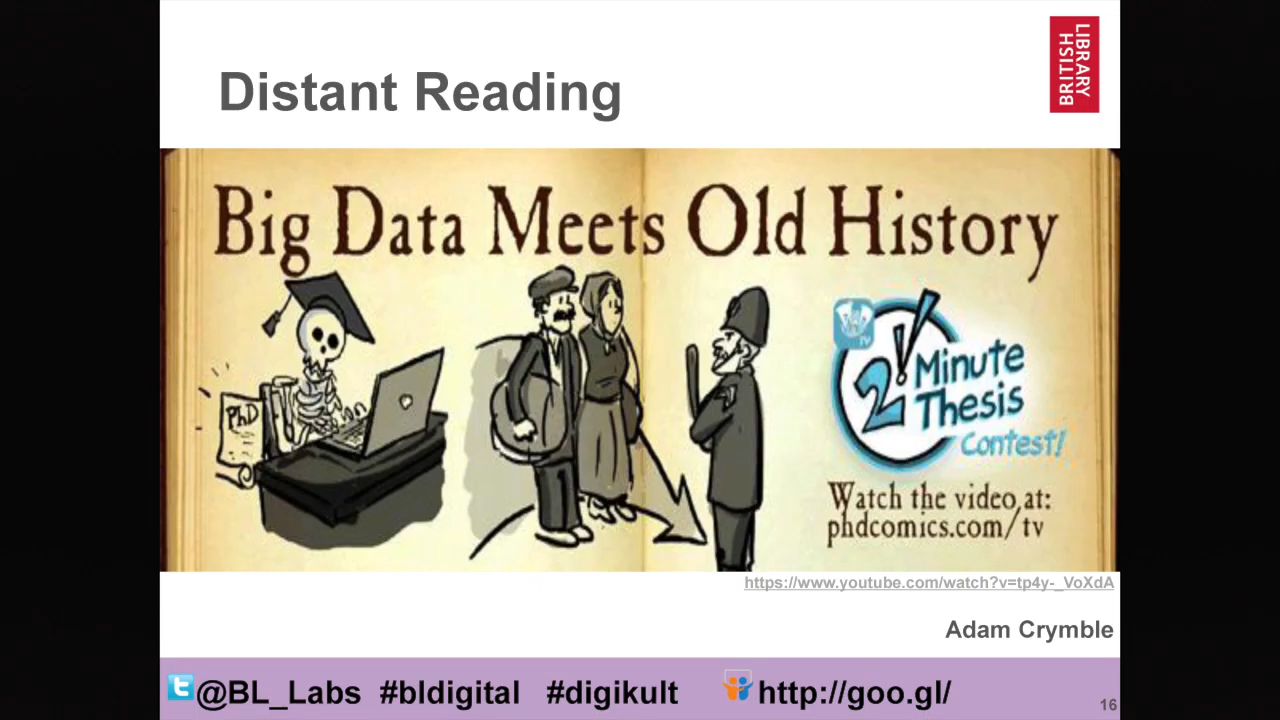 Distant Reading
BRITISH
LIBRARY
Big Data Meets Old History
PhD
TV
2! Minute
Thesis
Contest!
Watch the video at:
phdcomics.com/tv
https://www.youtube.com/watch?v=tp4y-_VoXdA
Adam Crymble
@BL_Labs #bldigital #digikult http://goo.gl/
16